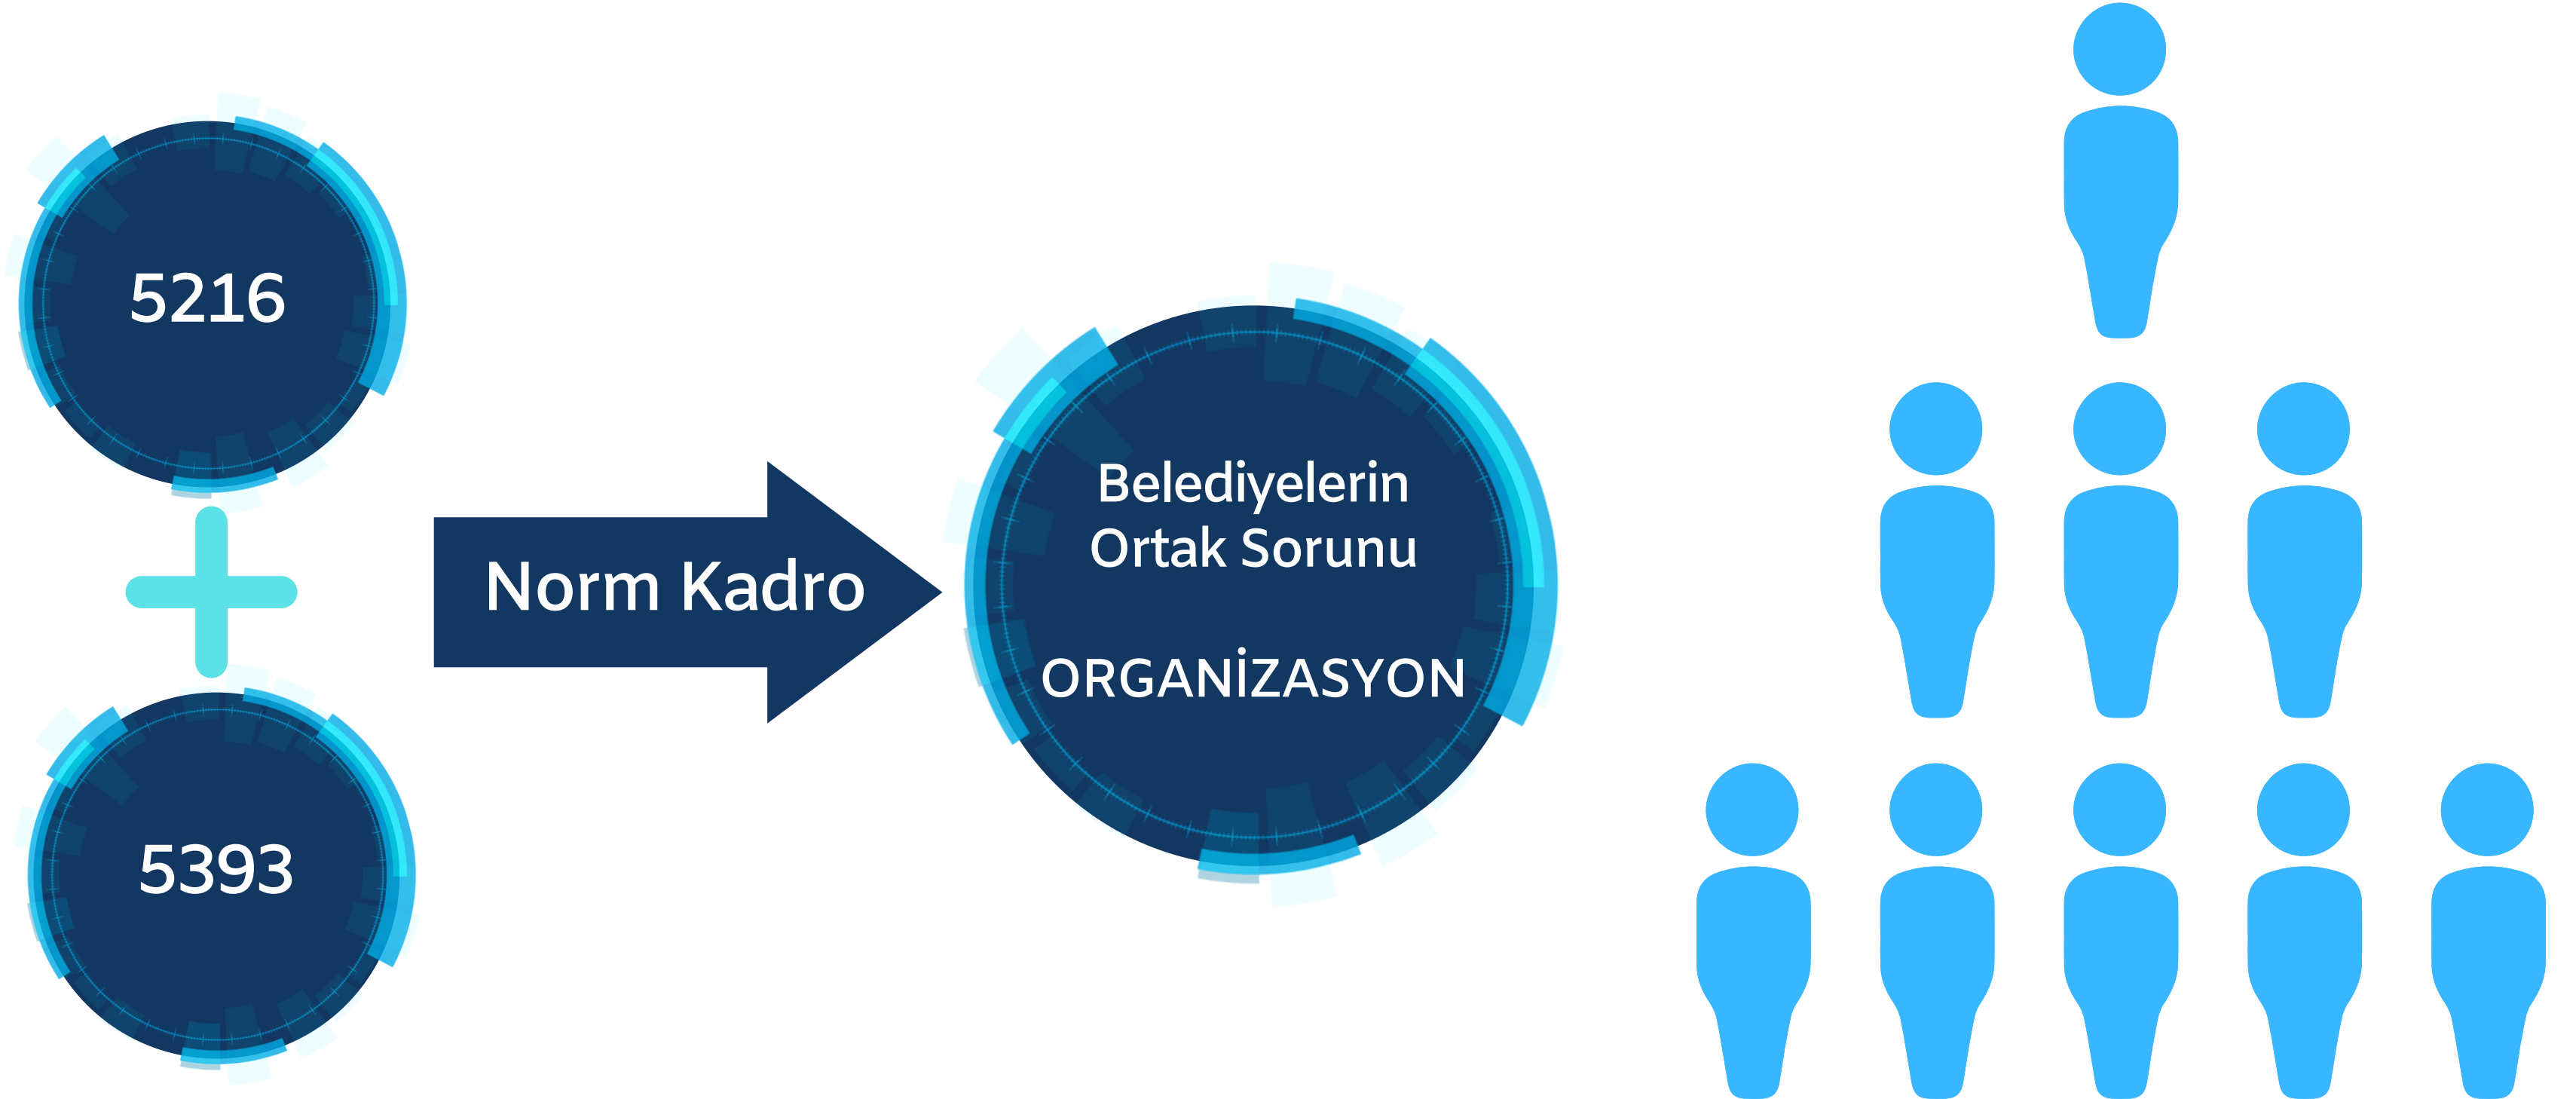 5216
5393
Norm Kadro
Belediyelerin
Ortak Sorunu
ORGANİZASYON